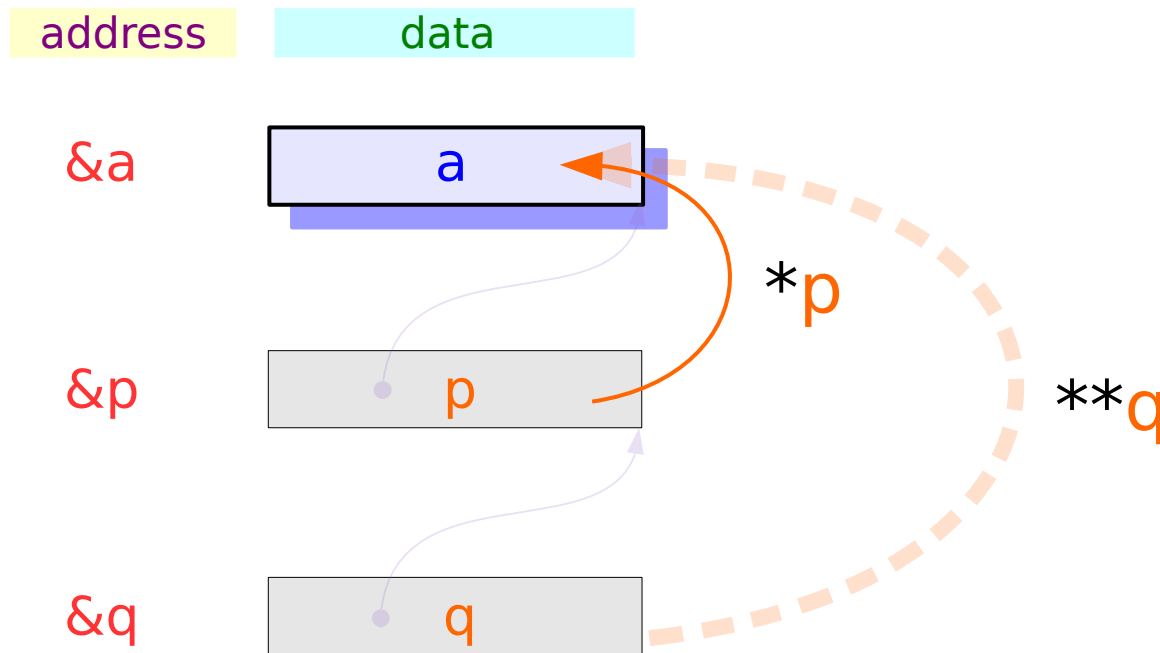 address data
&a a
*p
&p p
**q
&q q